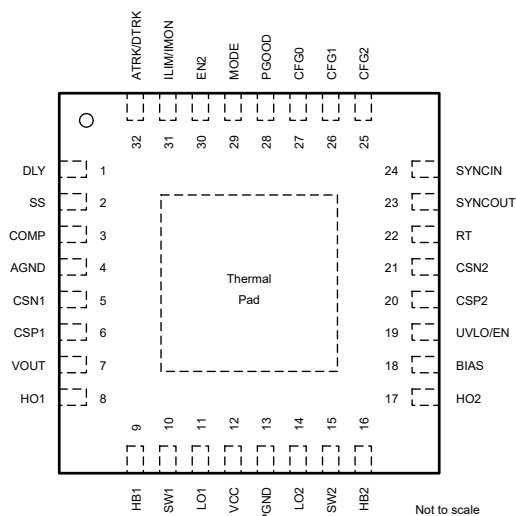 ATRK/DTRK
ILIM/IMON
EN2
MODE
PGOOD
CFG0
CFG1
CFG2
32
31
30
29
28
27
26
25
DLY 1
SS 2
COMP 3
AGND 4
CSN1 5
CSP1 6
VOUT 7
HO1 8
Thermal
Pad
24 SYNCIN
23 SYNCOUT
22 RT
21 CSN2
20 CSP2
19 UVLO/EN
18 BIAS
17 HO2
9
10
11
12
13
14
15
16
HB1
SW1
LO1
VCC
PGND
LO2
SW2
HB2
Not to scale